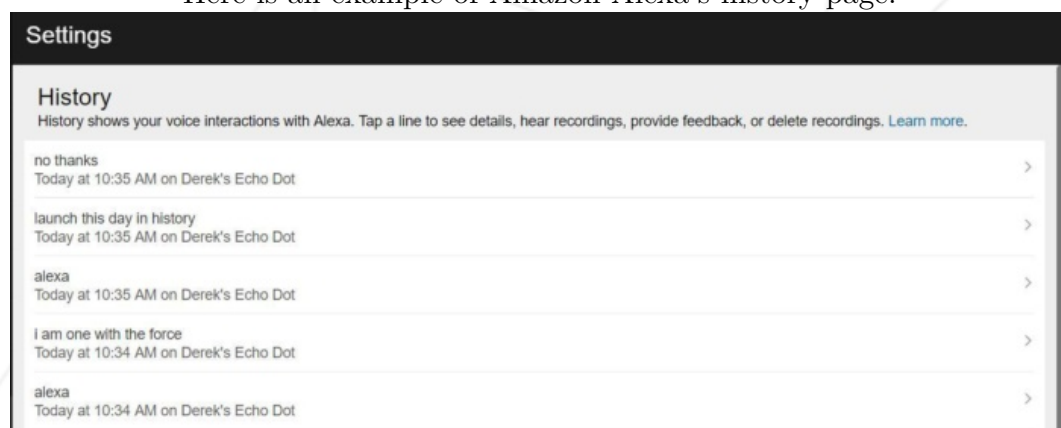 Here is an example of Amazon Alexa's history page.
Settings
History
History shows your voice interactions with Alexa. Tap a line to see details, hear recordings, provide feedback, or delete recordings. Learn more.
no thanks
Today at 10:35 AM on Derek's Echo Dot
launch this day in history
Today at 10:35 AM on Derek's Echo Dot
alexa
Today at 10:35 AM on Derek's Echo Dot
i am one with the force
Today at 10:34 AM on Derek's Echo Dot
alexa
Today at 10:34 AM on Derek's Echo Dot